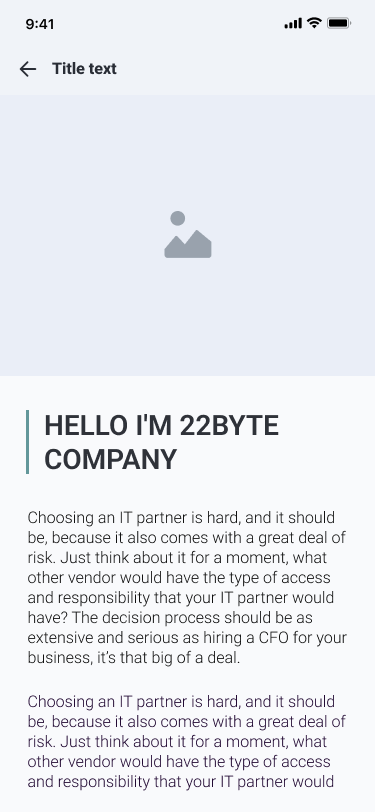 9:41
Title text
HELLO I'M 22BYTE
COMPANY
Choosing an IT partner is hard, and it should
be, because it also comes with a great deal of
risk. Just think about it for a moment, what
other vendor would have the type of access
and responsibility that your IT partner would
have? The decision process should be as
extensive and serious as hiring a CFO for your
business, it’s that big of a deal.
Choosing an IT partner is hard, and it should
be, because it also comes with a great deal of
risk. Just think about it for a moment, what
other vendor would have the type of access
and responsibility that your IT partner would